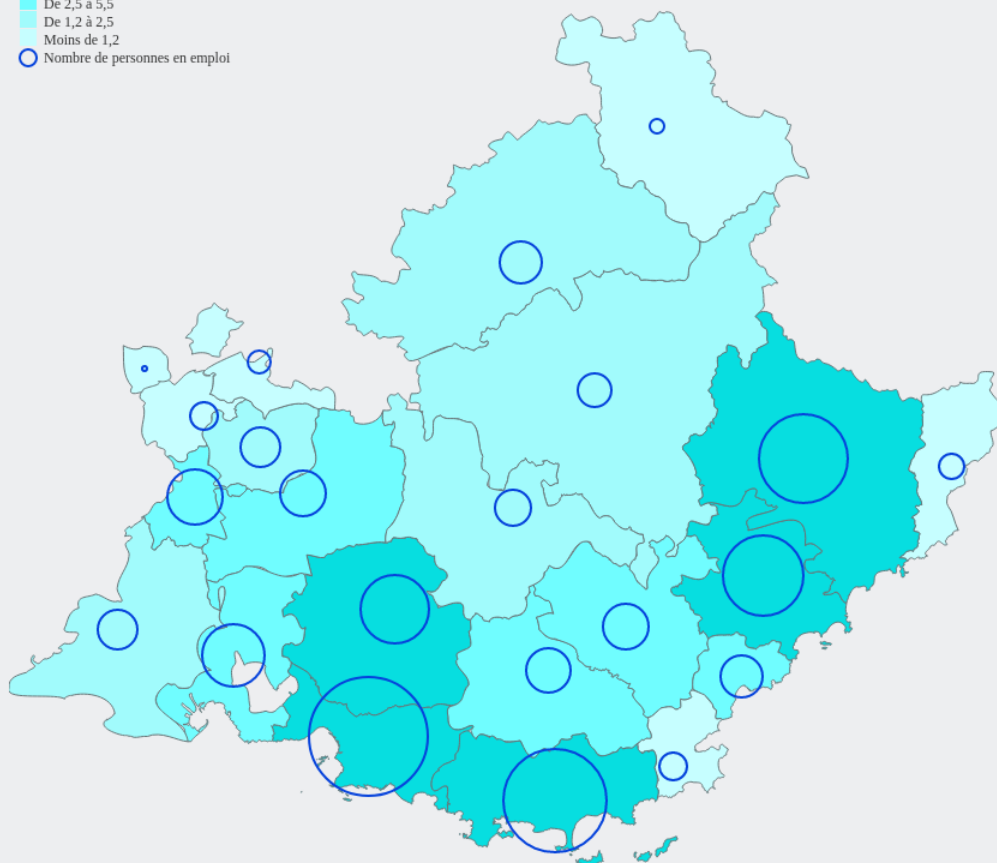 De 2,5 à 5,5
De 1,2 à 2,5
Moins de 1,2
Nombre de personnes en emploi